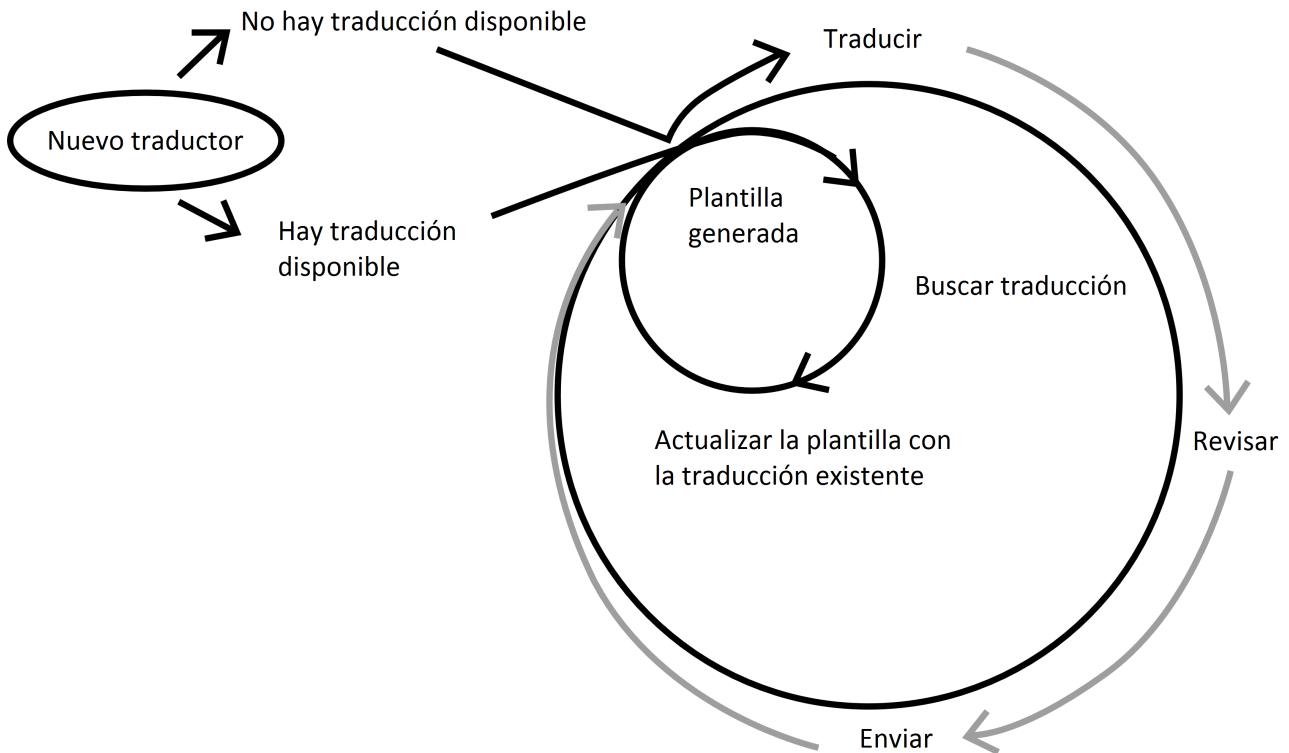 No hay traducción disponible
Traducir
Nuevo traductor
Plantilla
generada
Hay traducción
disponible
Buscar traducción
Actualizar la plantilla con
la traducción existente
Revisar
Enviar